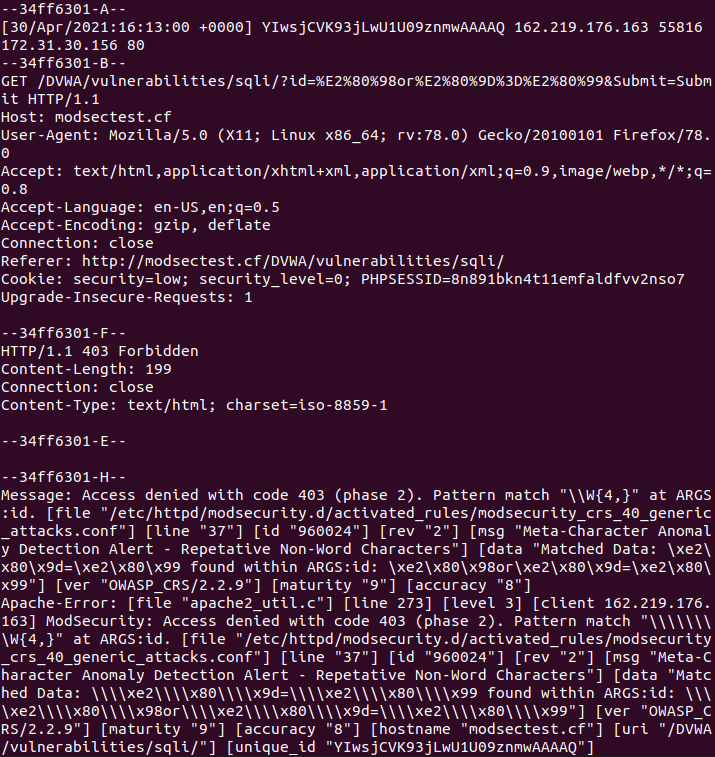 --34ff6301-A--
[30/Apr/2021:16:13:00 +0000] YIwsjCVK93jLwU1U09znmwAAAAQ 162.219.176.163 55816
172.31.30.156 80
--34ff6301-B--
GET /DVWA/vulnerabilities/sqli/?id=%E2%80%98or%E2%80%9D%3D%E2%80%99&Submit=Subm
it HTTP/1.1
Host: modsectest.cf
User-Agent: Mozilla/5.0 (X11; Linux x86_64; rv:78.0) Gecko/20100101 Firefox/78.
0
Accept: text/html,application/xhtml+xml,application/xml;q=0.9,image/webp,*/*;q=
0.8
Accept-Language: en-US,en;q=0.5
Accept-Encoding: gzip, deflate
Connection: close
Referer: http://modsectest.cf/DVWA/vulnerabilities/sqli/
Cookie: security=low; security_level=0; PHPSESSID=8n891bkn4t11emfaldfvv2nso7
Upgrade-Insecure-Requests: 1

--34ff6301-F--
HTTP/1.1 403 Forbidden
Content-Length: 199
Connection: close
Content-Type: text/html; charset=iso-8859-1

--34ff6301-E--

--34ff6301-H--
Message: Access denied with code 403 (phase 2). Pattern match "\\W{4,}" at ARGS
:id. [file "/etc/httpd/modsecurity.d/activated_rules/modsecurity_crs_40_generic
_attacks.conf"] [line "37"] [id "960024"] [rev "2"] [msg "Meta-Character Anomal
y Detection Alert - Repetative Non-Word Characters"] [data "Matched Data: \xe2\
x80\x9d=\xe2\x80\x99 found within ARGS:id: \xe2\x80\x98or\xe2\x80\x9d=\xe2\x80\
x99"] [ver "OWASP_CRS/2.2.9"] [maturity "9"] [accuracy "8"]
Apache-Error: [file "apache2_util.c"] [line 273] [level 3] [client 162.219.176.
163] ModSecurity: Access denied with code 403 (phase 2). Pattern match "\\\\\\\
\W{4,}" at ARGS:id. [file "/etc/httpd/modsecurity.d/activated_rules/modsecurity
_crs_40_generic_attacks.conf"] [line "37"] [id "960024"] [rev "2"] [msg "Meta-C
haracter Anomaly Detection Alert - Repetative Non-Word Characters"] [data "Matc
hed Data: \\\\xe2\\\\x80\\\\x9d=\\\\xe2\\\\x80\\\\x99 found within ARGS:id: \\\
\xe2\\\\x80\\\\x98or\\\\xe2\\\\x80\\\\x9d=\\\\xe2\\\\x80\\\\x99"] [ver "OWASP_C
RS/2.2.9"] [maturity "9"] [accuracy "8"] [hostname "modsectest.cf"] [uri "/DVWA
/vulnerabilities/sqli/"] [unique_id "YIwsjCVK93jLwU1U09znmwAAAAQ"]